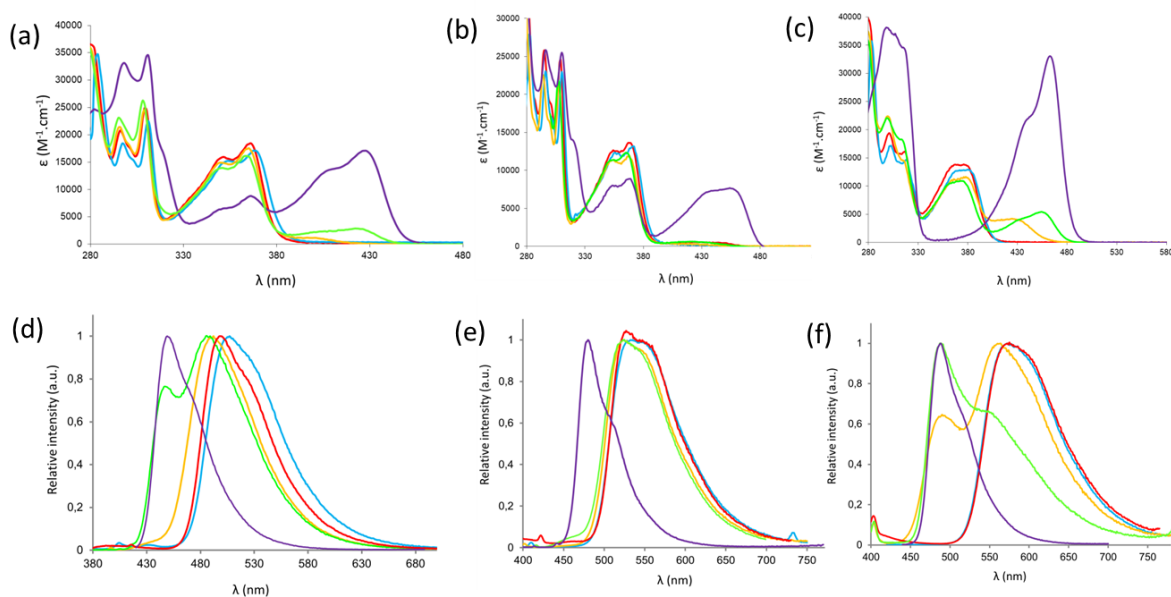 (a)
ε (M⁻¹.cm⁻¹)
40000
35000
30000
25000
20000
15000
10000
5000
0
280 330 380 430 480
λ (nm)
(b)
ε (M⁻¹.cm⁻¹)
30000
25000
20000
15000
10000
5000
0
280 330 380 430 480
λ (nm)
(c)
ε (M⁻¹.cm⁻¹)
40000
35000
30000
25000
20000
15000
10000
5000
0
280 330 380 430 480 530 580
λ (nm)
(d)
Relative intensity (a.u.)
1
0,8
0,6
0,4
0,2
0
380 430 480 530 580 630 680
λ (nm)
(e)
Relative intensity (a.u.)
1
0,8
0,6
0,4
0,2
0
400 450 500 550 600 650 700 750
λ (nm)
(f)
Relative intensity (a.u.)
1
0,8
0,6
0,4
0,2
0
400 450 500 550 600 650 700 750
λ (nm)